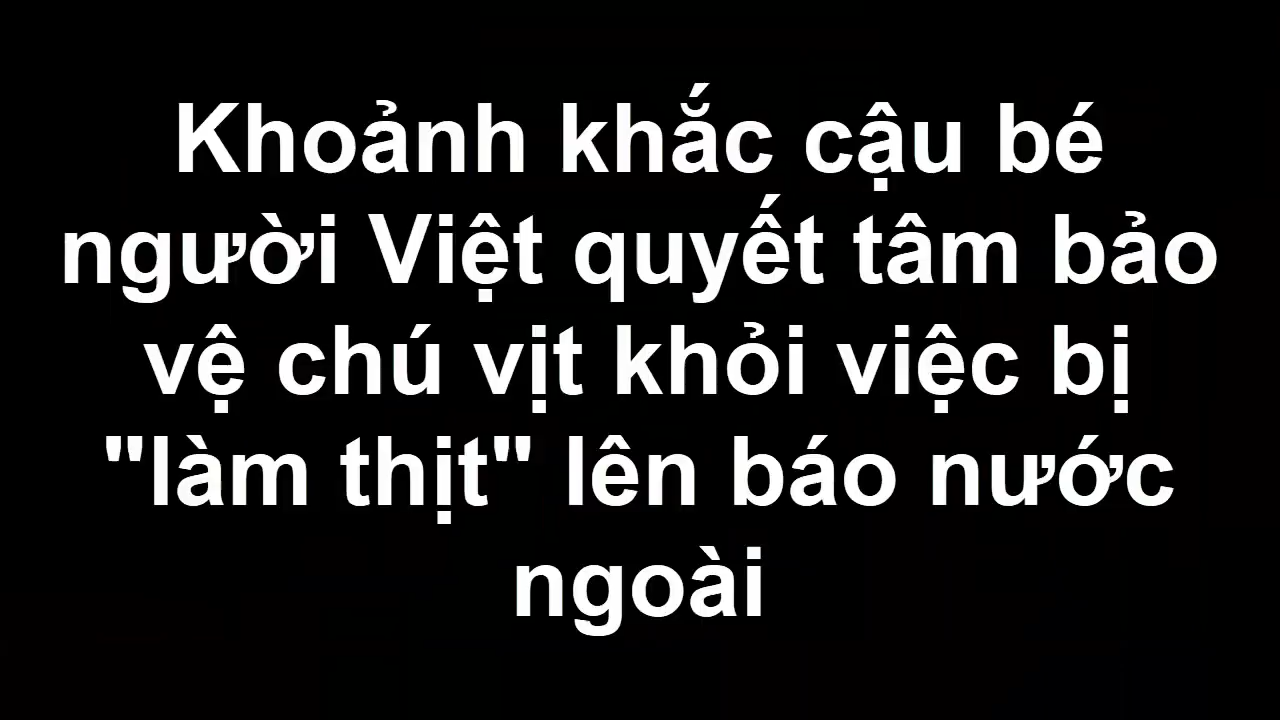 Khoảnh khắc cậu bé
người Việt quyết tâm bảo
vệ chú vịt khỏi việc bị
"làm thịt" lên báo nước
ngoài